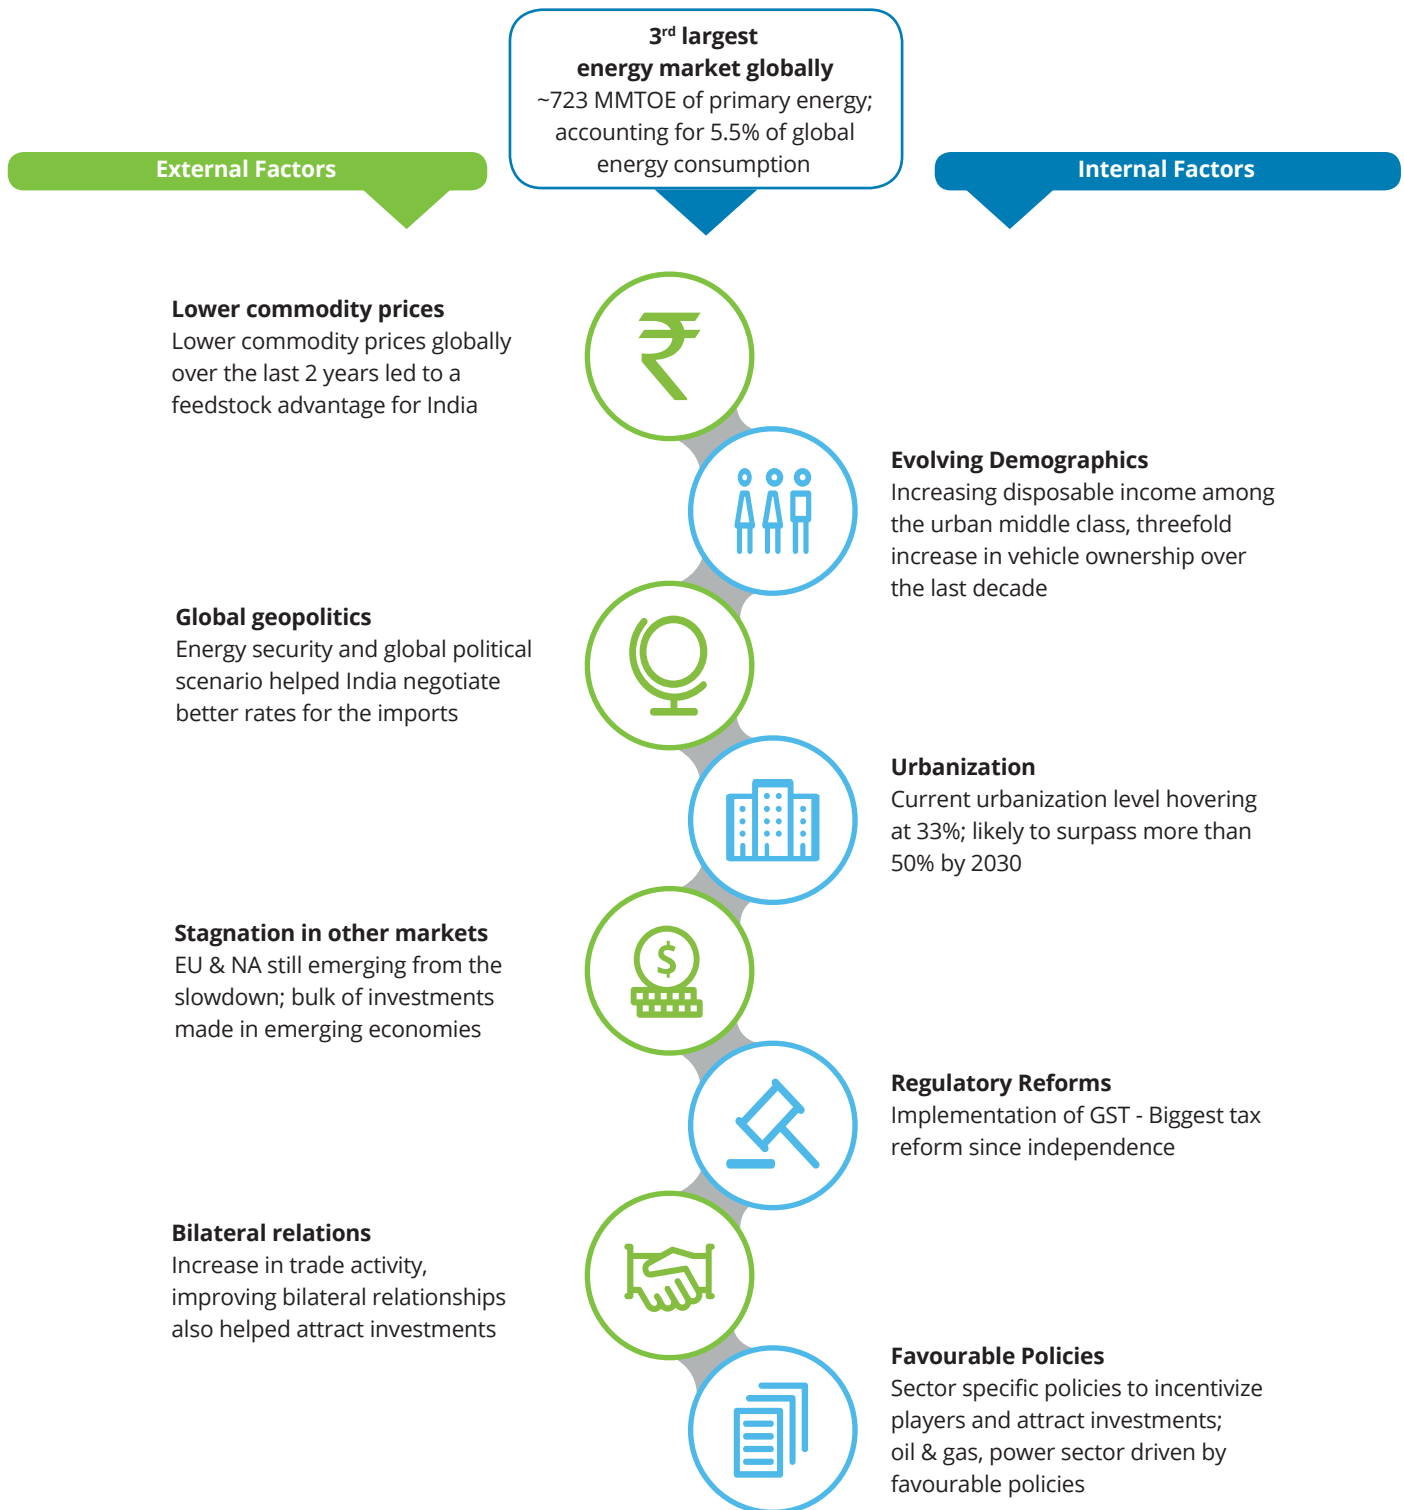 3rd largest
energy market globally
~723 MMTOE of primary energy;
accounting for 5.5% of global
energy consumption
External Factors
Internal Factors
Lower commodity prices
Lower commodity prices globally
over the last 2 years led to a
feedstock advantage for India
₹
Evolving Demographics
Increasing disposable income among
the urban middle class, threefold
increase in vehicle ownership over
the last decade
Global geopolitics
Energy security and global political
scenario helped India negotiate
better rates for the imports
Urbanization
Current urbanization level hovering
at 33%; likely to surpass more than
50% by 2030
Stagnation in other markets
EU & NA still emerging from the
slowdown; bulk of investments
made in emerging economies
$
Regulatory Reforms
Implementation of GST - Biggest tax
reform since independence
Bilateral relations
Increase in trade activity,
improving bilateral relationships
also helped attract investments
Favourable Policies
Sector specific policies to incentivize
players and attract investments;
oil & gas, power sector driven by
favourable policies